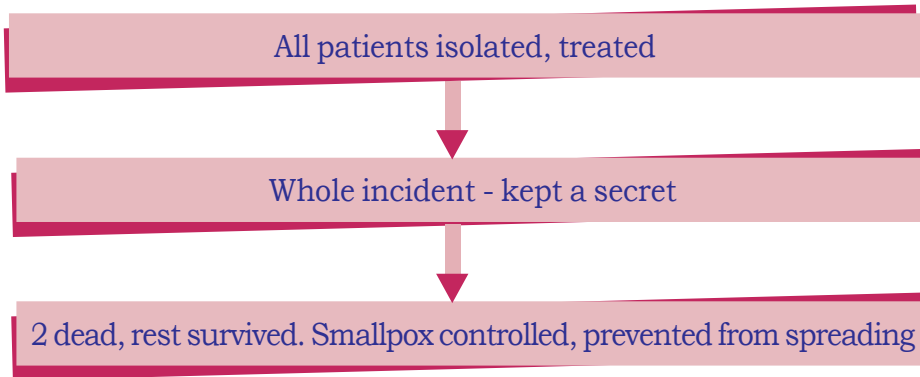 All patients isolated, treated
Whole incident - kept a secret
2 dead, rest survived. Smallpox controlled, prevented from spreading